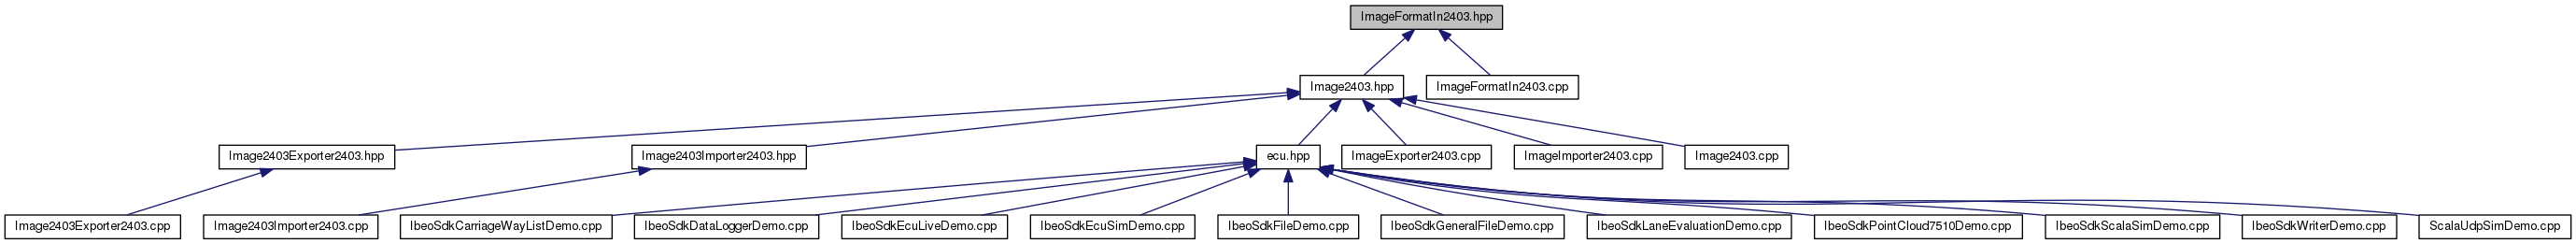 ImageFormatIn2403.hpp
Image2403.hpp
ImageFormatIn2403.cpp
Image2403Exporter2403.hpp
Image2403Importer2403.hpp
ecu.hpp
ImageExporter2403.cpp
ImageImporter2403.cpp
Image2403.cpp
Image2403Exporter2403.cpp
Image2403Importer2403.cpp
IbeoSdkCarriageWayListDemo.cpp
IbeoSdkDataLoggerDemo.cpp
IbeoSdkEcuLiveDemo.cpp
IbeoSdkEcuSimDemo.cpp
IbeoSdkFileDemo.cpp
IbeoSdkGeneralFileDemo.cpp
IbeoSdkLaneEvaluationDemo.cpp
IbeoSdkPointCloud7510Demo.cpp
IbeoSdkScalaSimDemo.cpp
IbeoSdkWriterDemo.cpp
ScalaUdpSimDemo.cpp